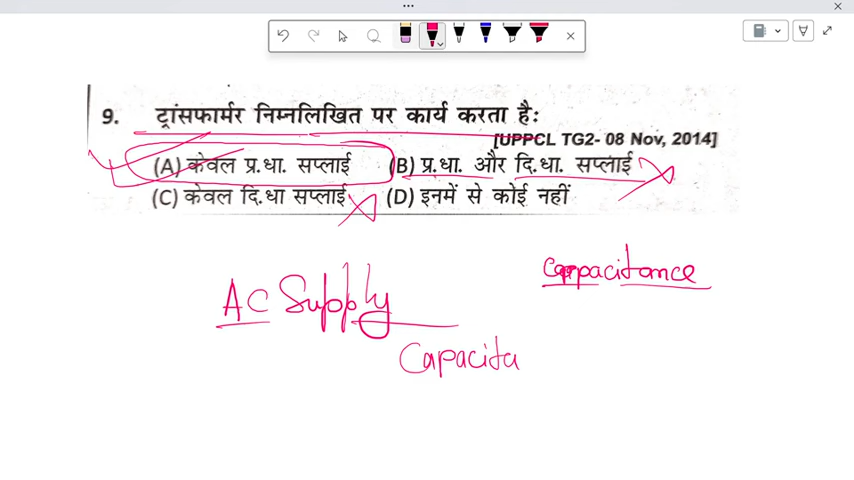 9. ट्रांसफार्मर निम्नलिखित पर कार्य करता है:
[UPPCL TG2- 08 Nov, 2014]
(A) केवल प्र.धा. सप्लाई (B) प्र.धा. और दि.धा. सप्लाई
(C) केवल दि.धा सप्लाई (D) इनमें से कोई नहीं
capacitance
AC Supply
Capacita